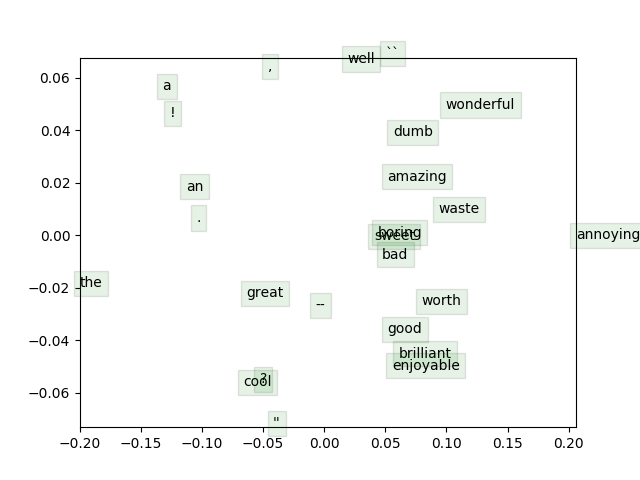 ``
well
,
0.06
a
wonderful
!
0.04
dumb
amazing
0.02
an
waste
.
boring
sweet
0.00
annoying
bad
the
−0.02
great
--
worth
good
−0.04
brilliant
enjoyable
?
cool
−0.06
"
−0.20 −0.15 −0.10 −0.05 0.00 0.05 0.10 0.15 0.20